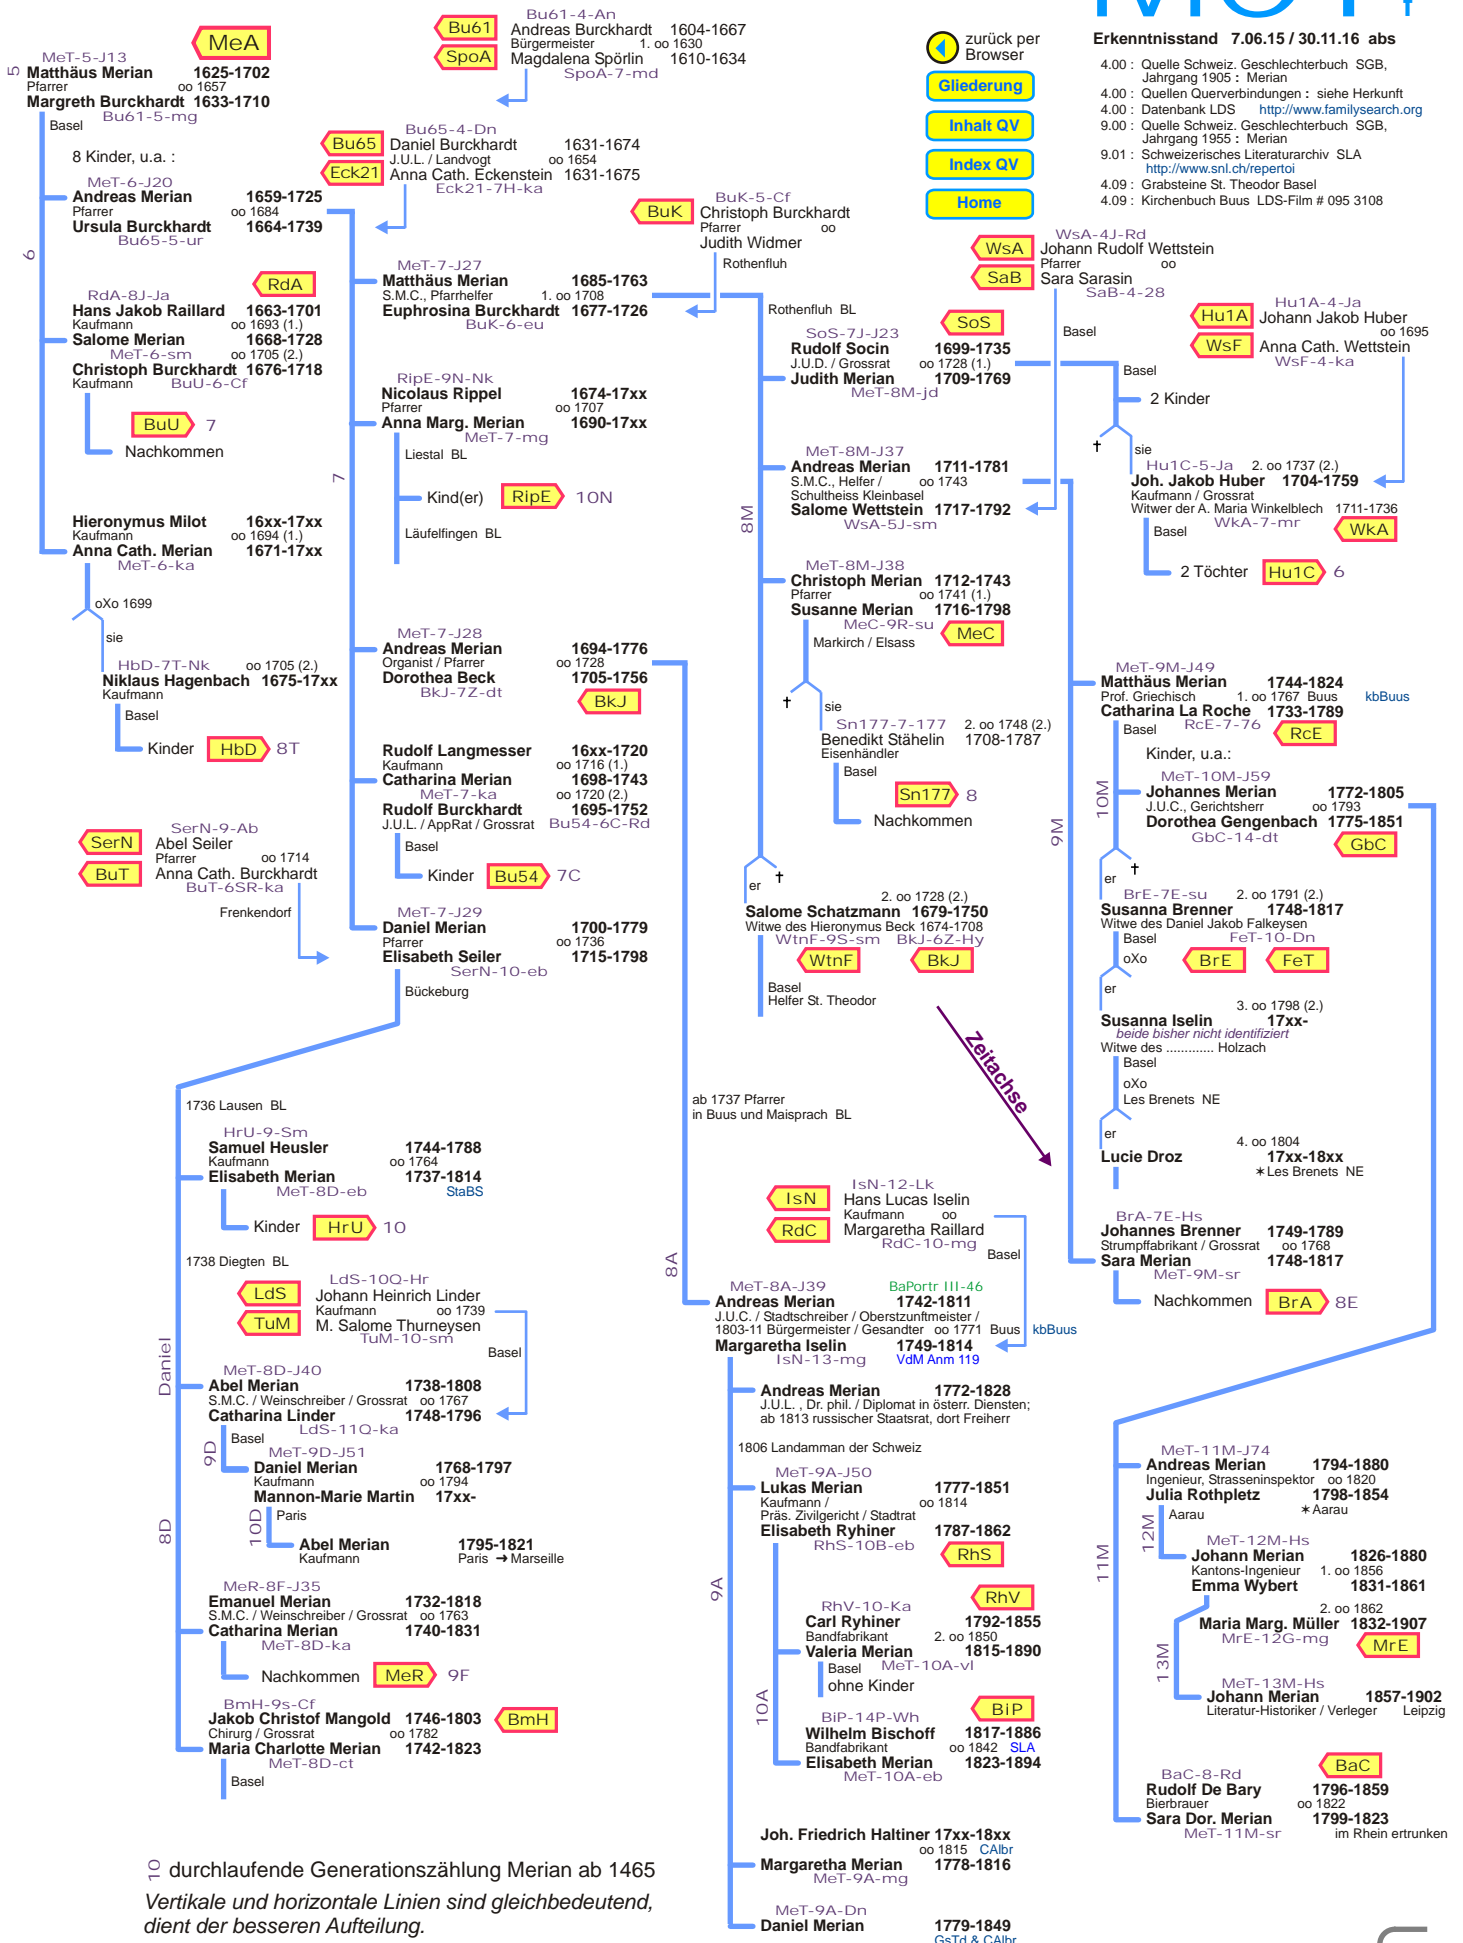 MeT-5-J13
MeA
Matthäus Merian 1625-1702
Pfarrer oo 1657
Margreth Burckhardt 1633-1710
Bu61-5-mg
Basel
5
8 Kinder, u.a. :
MeT-6-J20
Andreas Merian 1659-1725
Pfarrer oo 1684
Ursula Burckhardt 1664-1739
Bu65-5-ur
6
RdA
RdA-8J-Ja
Hans Jakob Raillard 1663-1701
Kaufmann oo 1693 (1.)
Salome Merian 1668-1728
MeT-6-sm oo 1705 (2.)
Christoph Burckhardt 1676-1718
Kaufmann BuU-6-Cf
BuU 7
Nachkommen
Hieronymus Milot 16xx-17xx
Kaufmann oo 1694 (1.)
Anna Cath. Merian 1671-17xx
MeT-6-ka
oXo 1699
sie
HbD-7T-Nk oo 1705 (2.)
Niklaus Hagenbach 1675-17xx
Kaufmann
Basel
Kinder HbD 8T
Bu61-4-An
Bu61 Andreas Burckhardt 1604-1667
Bürgermeister 1. oo 1630
SpoA Magdalena Spörlin 1610-1634
SpoA-7-md
Bu65-4-Dn
Bu65 Daniel Burckhardt 1631-1674
J.U.L. / Landvogt oo 1654
Eck21 Anna Cath. Eckenstein 1631-1675
Eck21-7H-ka
7
MeT-7-J27
Matthäus Merian 1685-1763
S.M.C., Pfarrhelfer 1. oo 1708
Euphrosina Burckhardt 1677-1726
BuK-6-eu
RipE-9N-Nk
Nicolaus Rippel 1674-17xx
Pfarrer oo 1707
Anna Marg. Merian 1690-17xx
MeT-7-mg
Liestal BL
Kind(er) RipE 10N
Läufelfingen BL
MeT-7-J28
Andreas Merian 1694-1776
Organist / Pfarrer oo 1728
Dorothea Beck 1705-1756
BkJ-7Z-dt
BkJ
Rudolf Langmesser 16xx-1720
Kaufmann oo 1716 (1.)
Catharina Merian 1698-1743
MeT-7-ka oo 1720 (2.)
Rudolf Burckhardt 1695-1752
J.U.L. / AppRat / Grossrat Bu54-6C-Rd
Basel
Kinder Bu54 7C
SerN-9-Ab
SerN Abel Seiler
Pfarrer oo 1714
BuT Anna Cath. Burckhardt
BuT-6SR-ka
Frenkendorf
MeT-7-J29
Daniel Merian 1700-1779
Pfarrer oo 1736
Elisabeth Seiler 1715-1798
SerN-10-eb
Bückeburg
BuK-5-Cf
BuK Christoph Burckhardt
Pfarrer oo
Judith Widmer
Rothenfluh
zurück per
Browser
Gliederung
Inhalt QV
Index QV
Home
MeT
Erkenntnisstand 7.06.15 / 30.11.16 abs
4.00 : Quelle Schweiz. Geschlechterbuch SGB,
Jahrgang 1905 : Merian
4.00 : Quellen Querverbindungen : siehe Herkunft
4.00 : Datenbank LDS http://www.familysearch.org
9.00 : Quelle Schweiz. Geschlechterbuch SGB,
Jahrgang 1955 : Merian
9.01 : Schweizerisches Literaturarchiv SLA
http://www.snl.ch/repertoi
4.09 : Grabsteine St. Theodor Basel
4.09 : Kirchenbuch Buus LDS-Film # 095 3108
WsA-4J-Rd
WsA Johann Rudolf Wettstein
Pfarrer oo
SaB Sara Sarasin
SaB-4-28
Basel
Rothenfluh BL
8M
SoS-7J-J23
SoS
Rudolf Socin 1699-1735
J.U.D. / Grossrat oo 1728 (1.)
Judith Merian 1709-1769
MeT-8M-jd
Hu1A-4-Ja
Hu1A Johann Jakob Huber
oo 1695
WsF Anna Cath. Wettstein
WsF-4-ka
Basel
2 Kinder
†
sie
Hu1C-5-Ja 2. oo 1737 (2.)
Joh. Jakob Huber 1704-1759
Kaufmann / Grossrat
Witwer der A. Maria Winkelblech 1711-1736
WkA-7-mr
WkA
Basel
2 Töchter Hu1C 6
MeT-8M-J37
Andreas Merian 1711-1781
S.M.C., Helfer / oo 1743
Schultheiss Kleinbasel
Salome Wettstein 1717-1792
WsA-5J-sm
MeT-8M-J38
Christoph Merian 1712-1743
Pfarrer oo 1741 (1.)
Susanne Merian 1716-1798
MeC-9R-su
MeC
Markirch / Elsass
†
sie
Sn177-7-177 2. oo 1748 (2.)
Benedikt Stähelin 1708-1787
Eisenhändler
Basel
Sn177 8
Nachkommen
er
†
2. oo 1728 (2.)
Salome Schatzmann 1679-1750
Witwe des Hieronymus Beck 1674-1708
WtnF-9S-sm BkJ-6Z-Hy
WtnF BkJ
Basel
Helfer St. Theodor
Zeitachse
9M
MeT-9M-J49
Matthäus Merian 1744-1824
Prof. Griechisch 1. oo 1767 Buus kbBuus
Catharina La Roche 1733-1789
RcE-7-76
RcE
Basel
Kinder, u.a.:
10M
MeT-10M-J59
Johannes Merian 1772-1805
J.U.C., Gerichtsherr oo 1793
Dorothea Gengenbach 1775-1851
GbC-14-dt
GbC
†
er
BrE-7E-su 2. oo 1791 (2.)
Susanna Brenner 1748-1817
Witwe des Daniel Jakob Falkeysen
Basel FeT-10-Dn
oXo
BrE FeT
er
3. oo 1798 (2.)
Susanna Iselin 17xx-
beide bisher nicht identifiziert
Witwe des ............. Holzach
Basel
oXo
Les Brenets NE
er
4. oo 1804
Lucie Droz 17xx-18xx
✶Les Brenets NE
BrA-7E-Hs
Johannes Brenner 1749-1789
Strumpffabrikant / Grossrat oo 1768
Sara Merian 1748-1817
MeT-9M-sr
Nachkommen BrA 8E
1736 Lausen BL
HrU-9-Sm
Samuel Heusler 1744-1788
Kaufmann oo 1764
Elisabeth Merian 1737-1814
MeT-8D-eb StaBS
Kinder HrU 10
1738 Diegten BL
LdS-10Q-Hr
LdS Johann Heinrich Linder
Kaufmann oo 1739
TuM M. Salome Thurneysen
TuM-10-sm
Basel
Daniel
MeT-8D-J40
Abel Merian 1738-1808
S.M.C. / Weinschreiber / Grossrat oo 1767
Catharina Linder 1748-1796
LdS-11Q-ka
Basel
9D
MeT-9D-J51
Daniel Merian 1768-1797
Kaufmann oo 1794
Mannon-Marie Martin 17xx-
Paris
10D
Abel Merian 1795-1821
Kaufmann Paris ➔ Marseille
8D
MeR-8F-J35
Emanuel Merian 1732-1818
S.M.C. / Weinschreiber / Grossrat oo 1763
Catharina Merian 1740-1831
MeT-8D-ka
Nachkommen MeR 9F
BmH-9s-Cf
Jakob Christof Mangold 1746-1803 BmH
Chirurg / Grossrat oo 1782
Maria Charlotte Merian 1742-1823
MeT-8D-ct
Basel
ab 1737 Pfarrer
in Buus und Maisprach BL
8A
IsN-12-Lk
IsN Hans Lucas Iselin
Kaufmann oo
RdC Margaretha Raillard
RdC-10-mg
Basel
MeT-8A-J39 BaPortr III-46
Andreas Merian 1742-1811
J.U.C. / Stadtschreiber / Oberstzunftmeister /
1803-11 Bürgermeister / Gesandter oo 1771 Buus kbBuus
Margaretha Iselin 1749-1814
IsN-13-mg VdM Anm 119
Andreas Merian 1772-1828
J.U.L. , Dr. phil. / Diplomat in österr. Diensten;
ab 1813 russischer Staatsrat, dort Freiherr
1806 Landamman der Schweiz
MeT-9A-J50
Lukas Merian 1777-1851
Kaufmann / oo 1814
Präs. Zivilgericht / Stadtrat
Elisabeth Ryhiner 1787-1862
RhS-10B-eb
RhS
9A
RhV
RhV-10-Ka
Carl Ryhiner 1792-1855
Bandfabrikant 2. oo 1850
Valeria Merian 1815-1890
Basel MeT-10A-vl
ohne Kinder
10A
BiP
BiP-14P-Wh
Wilhelm Bischoff 1817-1886
Bandfabrikant oo 1842 SLA
Elisabeth Merian 1823-1894
MeT-10A-eb
Joh. Friedrich Haltiner 17xx-18xx
oo 1815 CAlbr
Margaretha Merian 1778-1816
MeT-9A-mg
MeT-9A-Dn
Daniel Merian 1779-1849
GsTd & CAlbr
11M
MeT-11M-J74
Andreas Merian 1794-1880
Ingenieur, Strasseninspektor oo 1820
Julia Rothpletz 1798-1854
Aarau ✶Aarau
12M
MeT-12M-Hs
Johann Merian 1826-1880
Kantons-Ingenieur 1. oo 1856
Emma Wybert 1831-1861
2. oo 1862
Maria Marg. Müller 1832-1907
MrE-12G-mg
MrE
13M
MeT-13M-Hs
Johann Merian 1857-1902
Literatur-Historiker / Verleger Leipzig
BaC
BaC-8-Rd
Rudolf De Bary 1796-1859
Bierbrauer oo 1822
Sara Dor. Merian 1799-1823
MeT-11M-sr im Rhein ertrunken
10 durchlaufende Generationszählung Merian ab 1465
Vertikale und horizontale Linien sind gleichbedeutend,
dient der besseren Aufteilung.